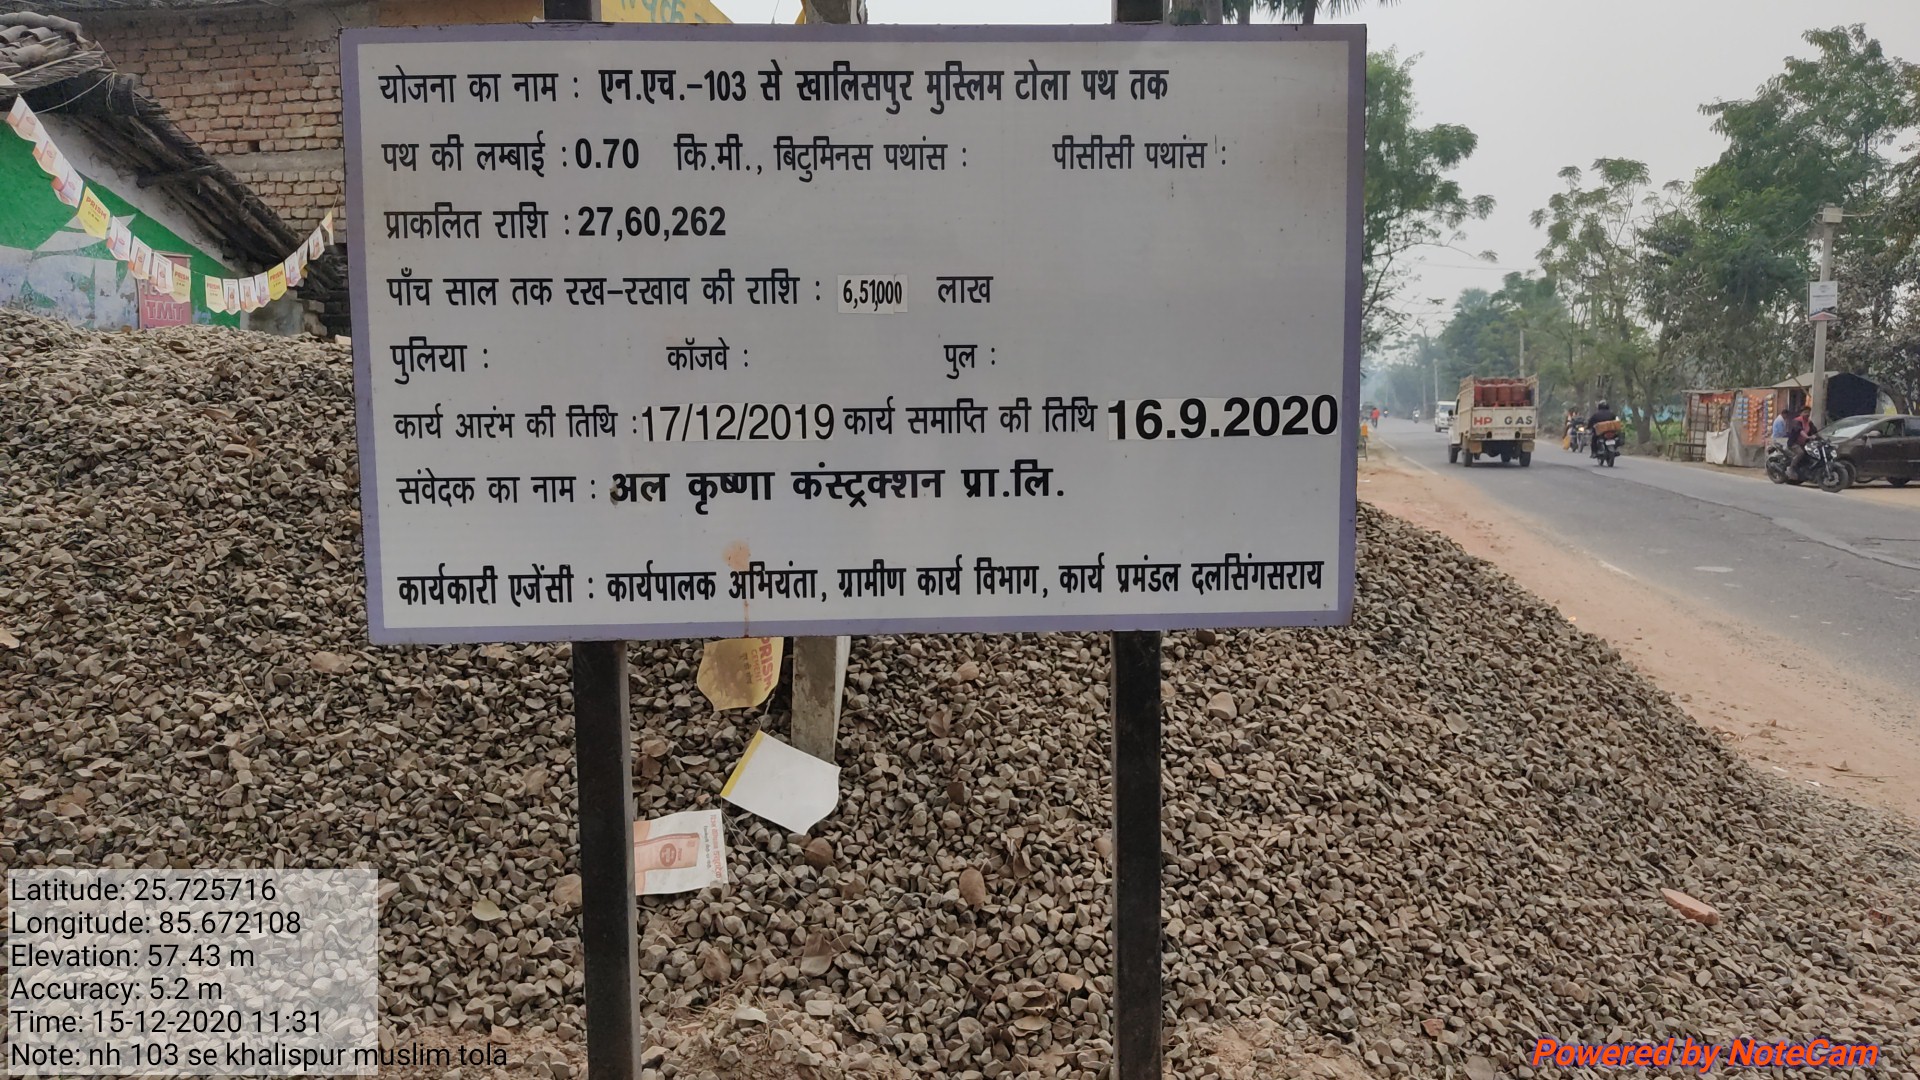 योजना का नाम : एन.एच.-103 से खालिसपुर मुस्लिम टोला पथ तक
पथ की लम्बाई : 0.70 कि.मी., बिटुमिनस पथांस : पीसीसी पथांस :
प्राकलित राशि : 27,60,262
पाँच साल तक रख-रखाव की राशि : 6,51,000 लाख
पुलिया : कॉजवे : पुल :
कार्य आरंभ की तिथि : 17/12/2019 कार्य समाप्ति की तिथि 16.9.2020
संवेदक का नाम : अल कृष्णा कंस्ट्रक्शन प्रा.लि.
कार्यकारी एजेंसी : कार्यपालक अभियंता, ग्रामीण कार्य विभाग, कार्य प्रमंडल दलसिंगसराय
HP GAS
TMT
PRISM
Latitude: 25.725716
Longitude: 85.672108
Elevation: 57.43 m
Accuracy: 5.2 m
Time: 15-12-2020 11:31
Note: nh 103 se khalispur muslim tola
Powered by NoteCam